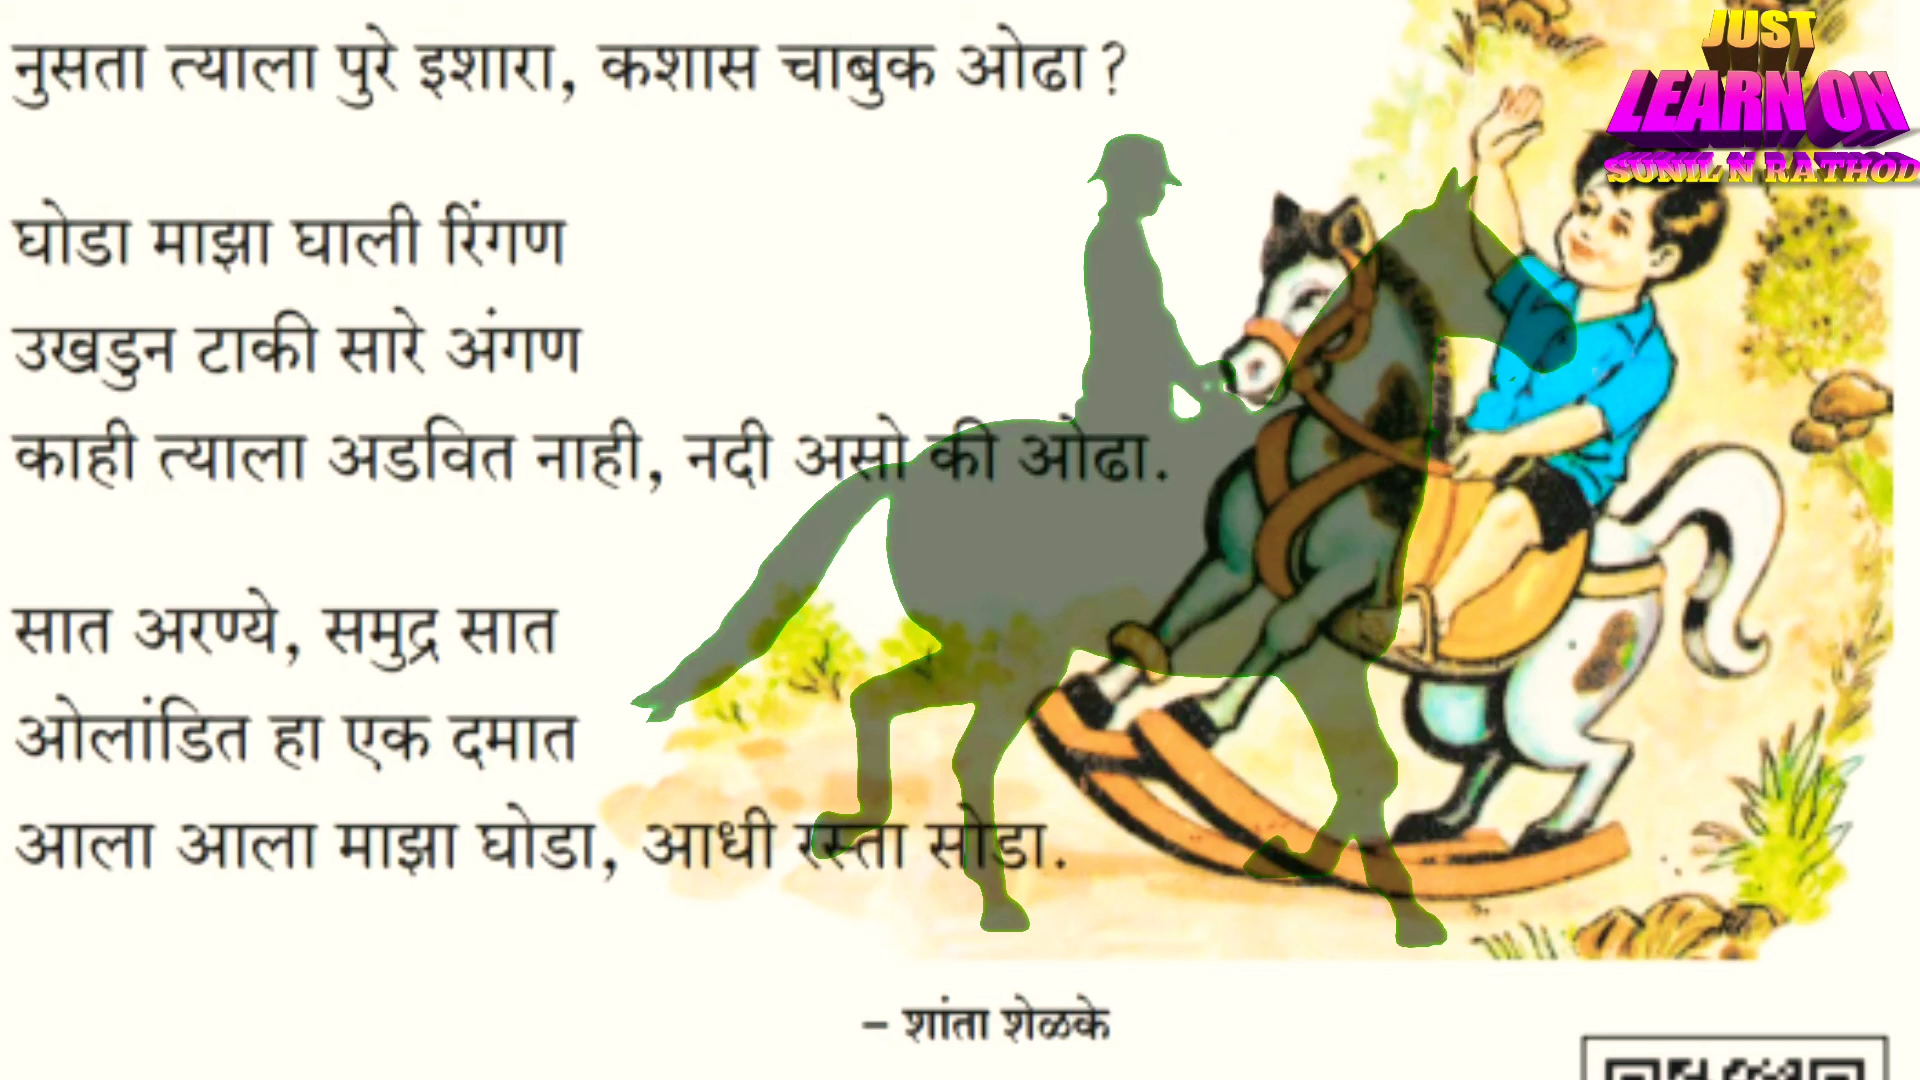 नुसता त्याला पुरे इशारा, कशास चाबुक ओढा ?
घोडा माझा घाली रिंगण
उखडुन टाकी सारे अंगण
काही त्याला अडवित नाही, नदी असो की ओढा.
सात अरण्ये, समुद्र सात
ओलांडित हा एक दमात
आला आला माझा घोडा, आधी रस्ता सोडा.
– शांता शेळके
JUST
LEARN ON
SUNIL N RATHOD